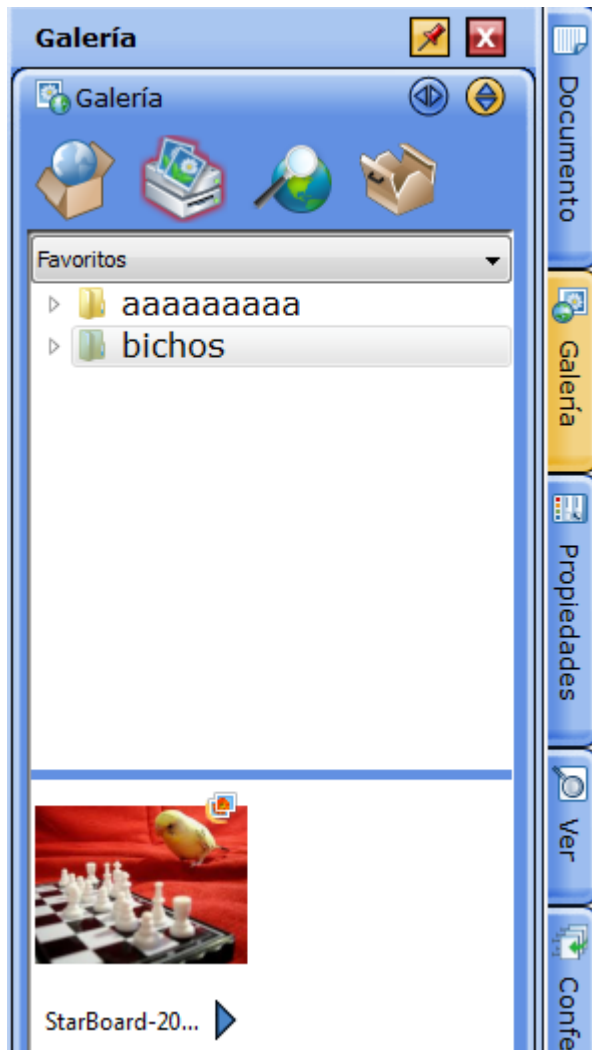 Galería
Galería
Favoritos
aaaaaaaaa
bichos
StarBoard-20...
Documento
Galería
Propiedades
Ver
Confe